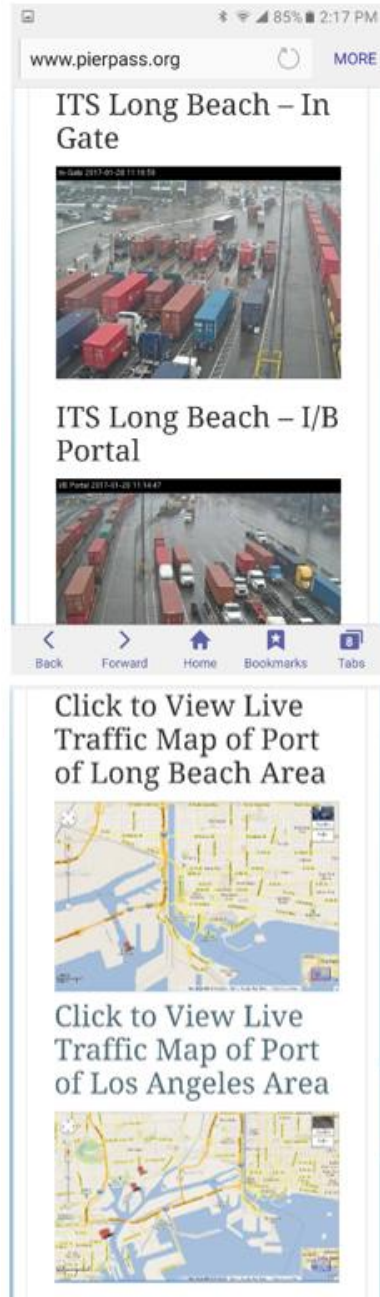 85% 2:17 PM
www.pierpass.org MORE
ITS Long Beach – In
Gate
In-Gate 2017-01-20 11:16:59
ITS Long Beach – I/B
Portal
I/B Portal 2017-01-20 11:14:47
Back Forward Home Bookmarks Tabs
8
Click to View Live
Traffic Map of Port
of Long Beach Area
Click to View Live
Traffic Map of Port
of Los Angeles Area